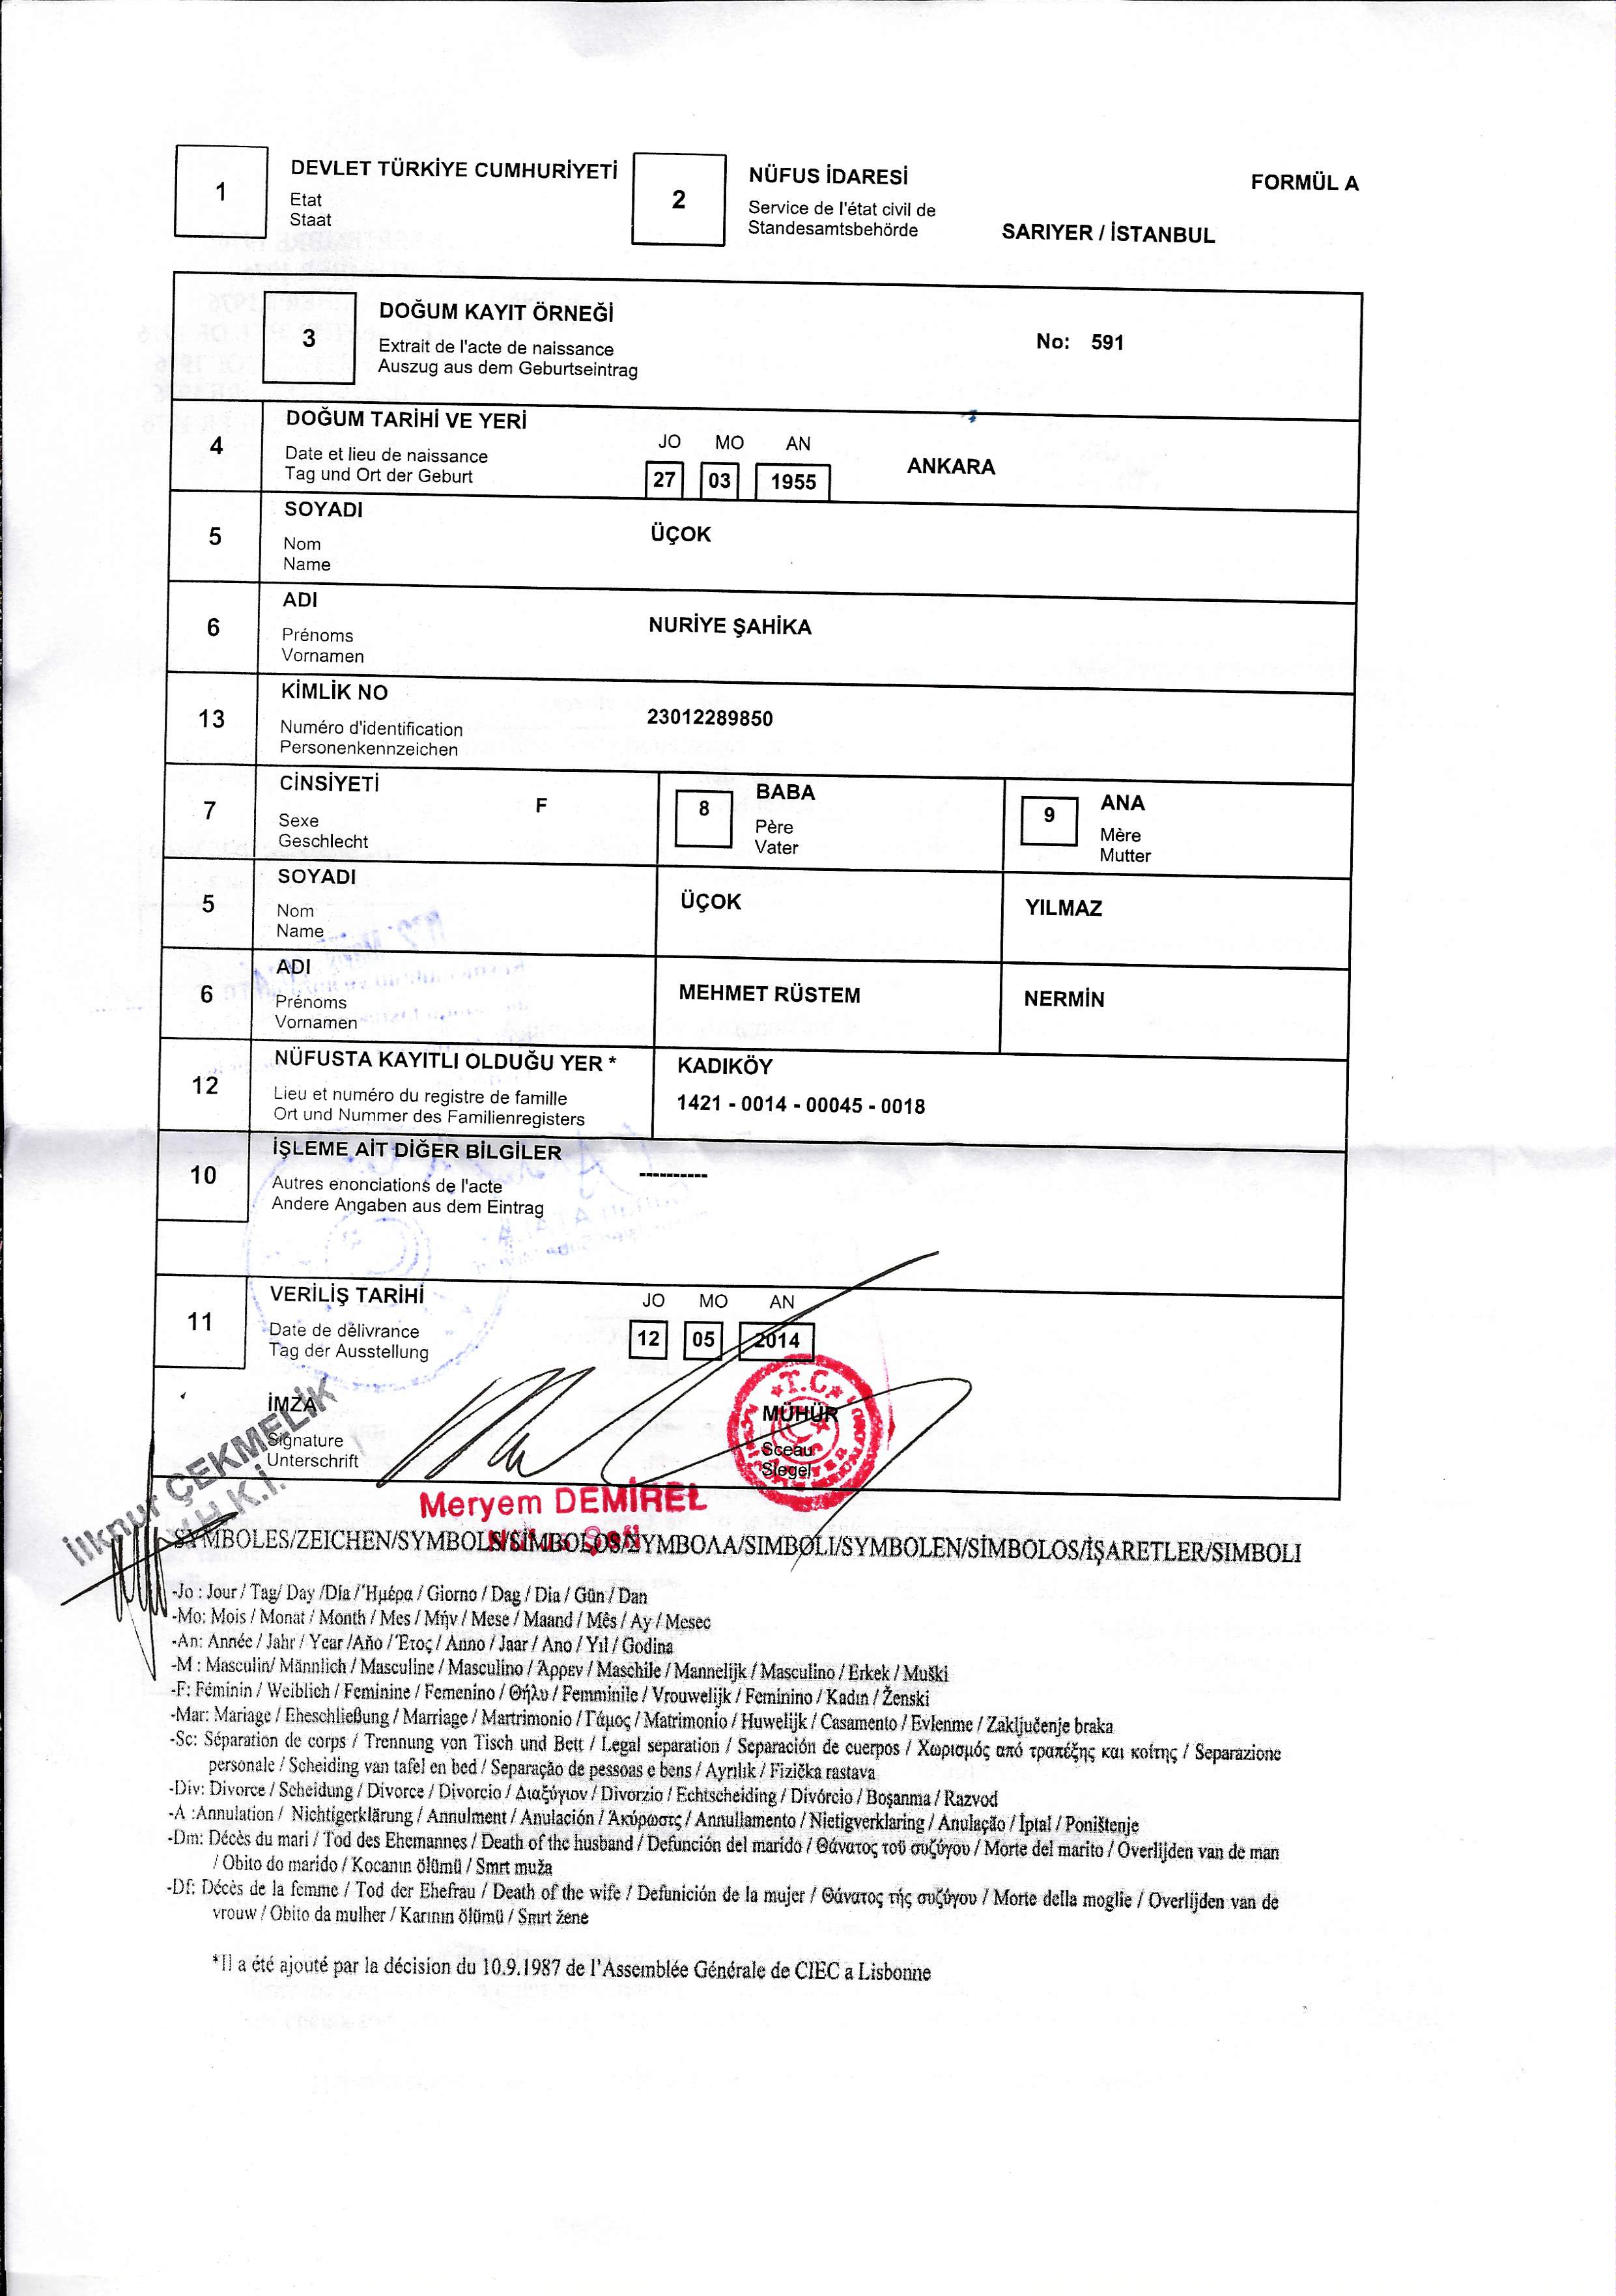 1
DEVLET TÜRKİYE CUMHURİYETİ
Etat
Staat
2
NÜFUS İDARESİ
Service de l'état civil de
Standesamtsbehörde
SARIYER / İSTANBUL
FORMÜL A
3
DOĞUM KAYIT ÖRNEĞİ
Extrait de l'acte de naissance
Auszug aus dem Geburtseintrag
No: 591
4
DOĞUM TARİHİ VE YERİ
Date et lieu de naissance
Tag und Ort der Geburt
JO MO AN
27 03 1955
ANKARA
5
SOYADI
Nom
Name
ÜÇOK
6
ADI
Prénoms
Vornamen
NURİYE ŞAHİKA
13
KİMLİK NO
Numéro d'identification
Personenkennzeichen
23012289850
7
CİNSİYETİ
Sexe
Geschlecht
F
8
BABA
Père
Vater
9
ANA
Mère
Mutter
5
SOYADI
Nom
Name
ÜÇOK
YILMAZ
6
ADI
Prénoms
Vornamen
MEHMET RÜSTEM
NERMİN
12
NÜFUSTA KAYITLI OLDUĞU YER *
Lieu et numéro du registre de famille
Ort und Nummer des Familienregisters
KADIKÖY
1421 - 0014 - 00045 - 0018
10
İŞLEME AİT DİĞER BİLGİLER
Autres enonciations de l'acte
Andere Angaben aus dem Eintrag
----------
11
VERİLİŞ TARİHİ
Date de délivrance
Tag der Ausstellung
JO MO AN
12 05 2014
İMZA
Signature
Unterschrift
T.C.
MÜHÜR
Sceau
Siegel
İlknur ÇEKMELİK
V.H.K.İ.
Meryem DEMİREL
Nüfus Şefi
SYMBOLES/ZEICHEN/SYMBOLS/SİMBOLOS/ΣYMBOΛA/SIMBOLI/SYMBOLEN/SİMBOLOS/İŞARETLER/SIMBOLI
-Jo : Jour / Tag/ Day /Dia / Ήμέρα / Giorno / Dag / Dia / Gün / Dan
-Mo: Mois / Monat / Month / Mes / Μήν / Mese / Maand / Mês / Ay / Mesec
-An: Année / Jahr / Year /Año / Έτος / Anno / Jaar / Ano / Yıl / Godina
-M : Masculin/ Männlich / Masculine / Masculino / Άρρεν / Maschile / Mannelijk / Masculino / Erkek / Muški
-F: Féminin / Weiblich / Feminine / Femenino / Θήλυ / Femminile / Vrouwelijk / Feminino / Kadın / Ženski
-Mar: Mariage / Eheschließung / Marriage / Martrimonio / Γάμος / Matrimonio / Huwelijk / Casamento / Evlenme / Zaključenje braka
-Sc: Séparation de corps / Trennung von Tisch und Bett / Legal separation / Separación de cuerpos / Χωρισμός από τραπέξης και κοίτης / Separazione
personale / Scheiding van tafel en bed / Separação de pessoas e bens / Ayrılık / Fizička rastava
-Div: Divorce / Scheidung / Divorce / Divorcio / Διαξύγιον / Divorzio / Echtscheiding / Divórcio / Boşanma / Razvod
-A :Annulation / Nichtigerklärung / Annulment / Anulación / Άκύρωσις / Annullamento / Nietigverklaring / Anulação / İptal / Poništenje
-Dm: Décès du mari / Tod des Ehemannes / Death of the husband / Defunción del marido / Θάνατος τοΰ συζύγου / Morte del marito / Overlijden van de man
/ Obito do marido / Kocanın ölümü / Smrt muža
-Df: Décès de la femme / Tod der Ehefrau / Death of the wife / Defunición de la mujer / Θάνατος τής συζύγου / Morte della moglie / Overlijden van de
vrouw / Obito da mulher / Karının ölümü / Smrt žene
*Il a été ajouté par la décision du 10.9.1987 de l'Assemblée Générale de CIEC a Lisbonne